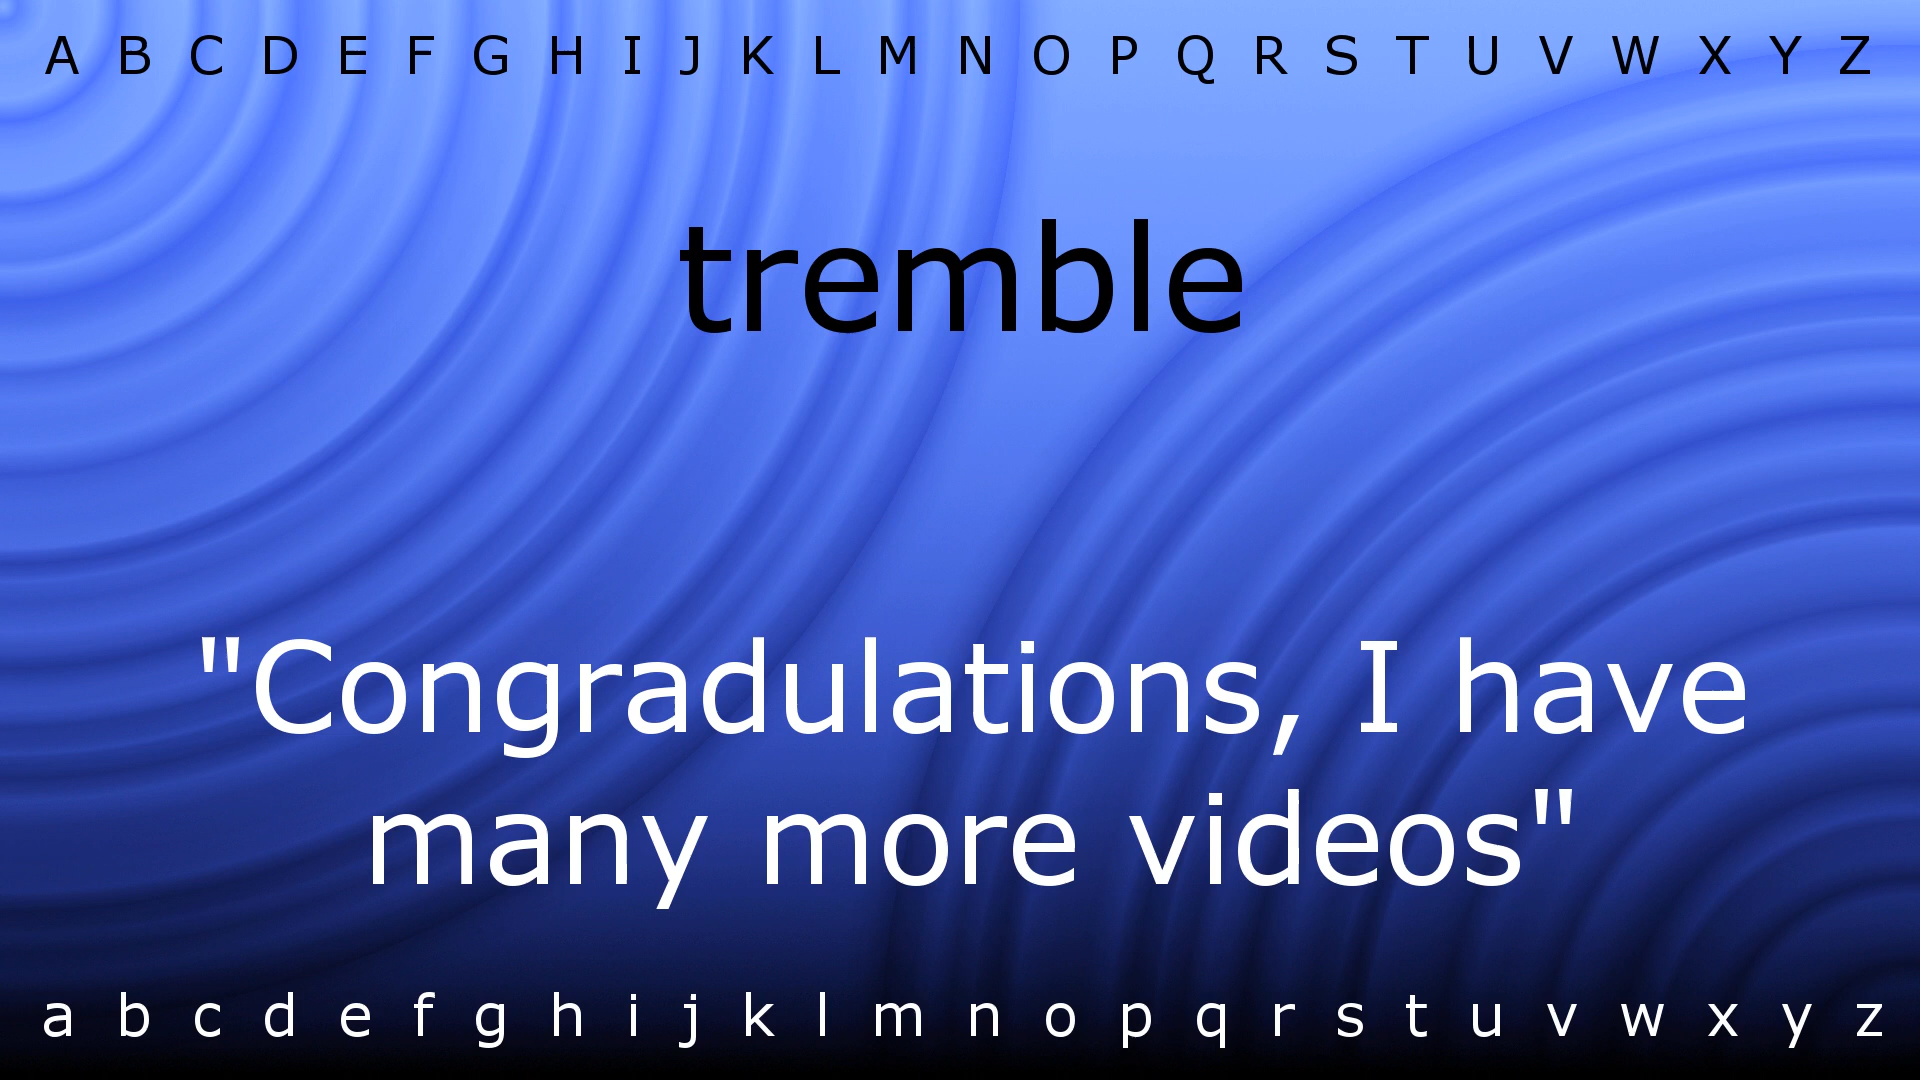 A B C D E F G H I J K L M N O P Q R S T U V W X Y Z
tremble
"Congradulations, I have
many more videos"
a b c d e f g h i j k l m n o p q r s t u v w x y z